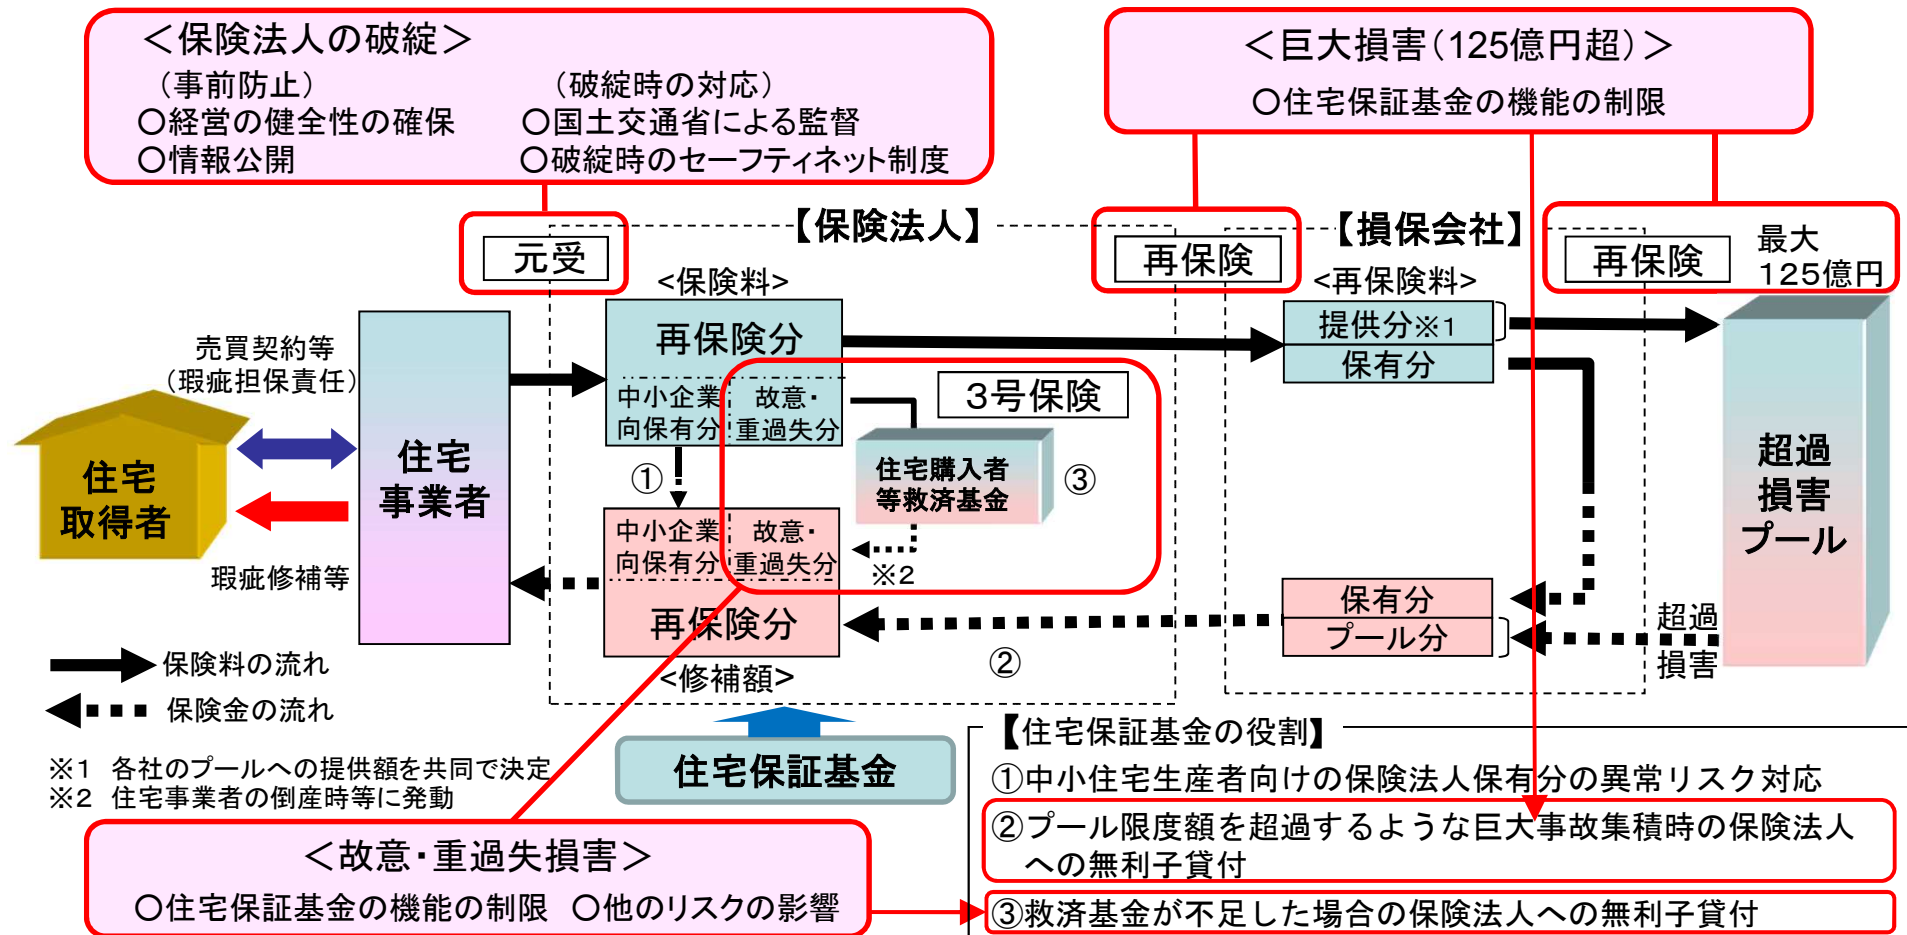 ＜保険法人の破綻＞
（事前防止）
（破綻時の対応）
○経営の健全性の確保
○国土交通省による監督
○情報公開
○破綻時のセーフティネット制度
＜巨大損害（125億円超）＞
○住宅保証基金の機能の制限
元受
【保険法人】
再保険
【損保会社】
再保険
最大
125億円
<保険料>
再保険分
中小企業
向保有分
故意・
重過失分
3号保険
<再保険料>
提供分※1
保有分
売買契約等
（瑕疵担保責任）
住宅
取得者
住宅
事業者
①
住宅購入者
等救済基金
③
超過
損害
プール
中小企業
向保有分
故意・
重過失分
※2
瑕疵修補等
再保険分
<修補額>
②
保有分
プール分
超過
損害
保険料の流れ
保険金の流れ
※1 各社のプールへの提供額を共同で決定
※2 住宅事業者の倒産時等に発動
住宅保証基金
【住宅保証基金の役割】
①中小住宅生産者向けの保険法人保有分の異常リスク対応
②プール限度額を超過するような巨大事故集積時の保険法人
への無利子貸付
③救済基金が不足した場合の保険法人への無利子貸付
＜故意・重過失損害＞
○住宅保証基金の機能の制限 ○他のリスクの影響